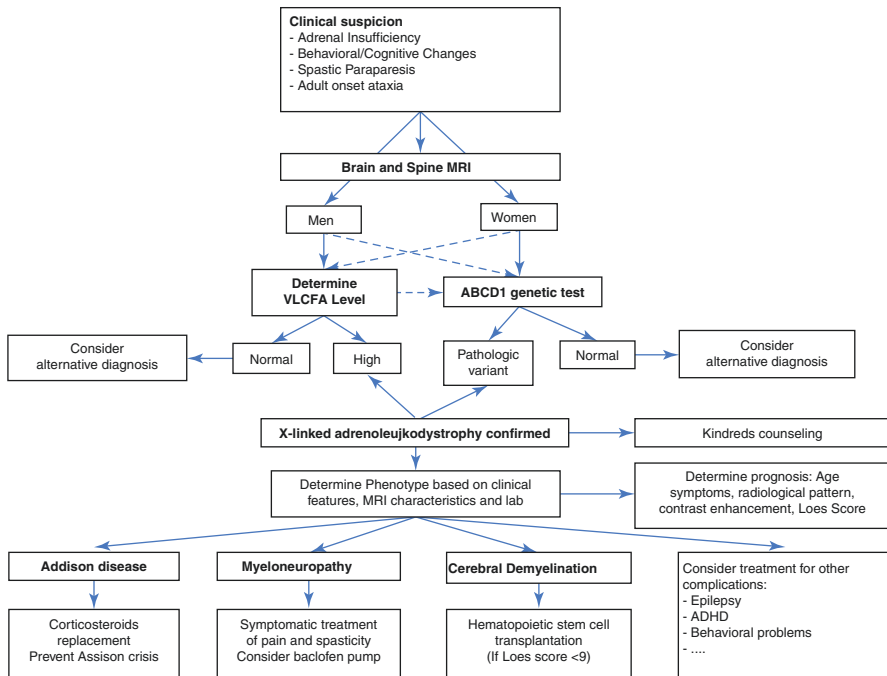 Clinical suspicion
- Adrenal Insufficiency
- Behavioral/Cognitive Changes
- Spastic Paraparesis
- Adult onset ataxia
Brain and Spine MRI
Men
Women
Determine
VLCFA Level
ABCD1 genetic test
Consider
alternative diagnosis
Normal
High
Pathologic
variant
Normal
Consider
alternative diagnosis
X-linked adrenoleujkodystrophy confirmed
Kindreds counseling
Determine Phenotype based on clinical
features, MRI characteristics and lab
Determine prognosis: Age
symptoms, radiological pattern,
contrast enhancement, Loes Score
Addison disease
Myeloneuropathy
Cerebral Demyelination
Consider treatment for other
complications:
- Epilepsy
- ADHD
- Behavioral problems
- ....
Corticosteroids
replacement
Prevent Assison crisis
Symptomatic treatment
of pain and spasticity
Consider baclofen pump
Hematopoietic stem cell
transplantation
(If Loes score <9)